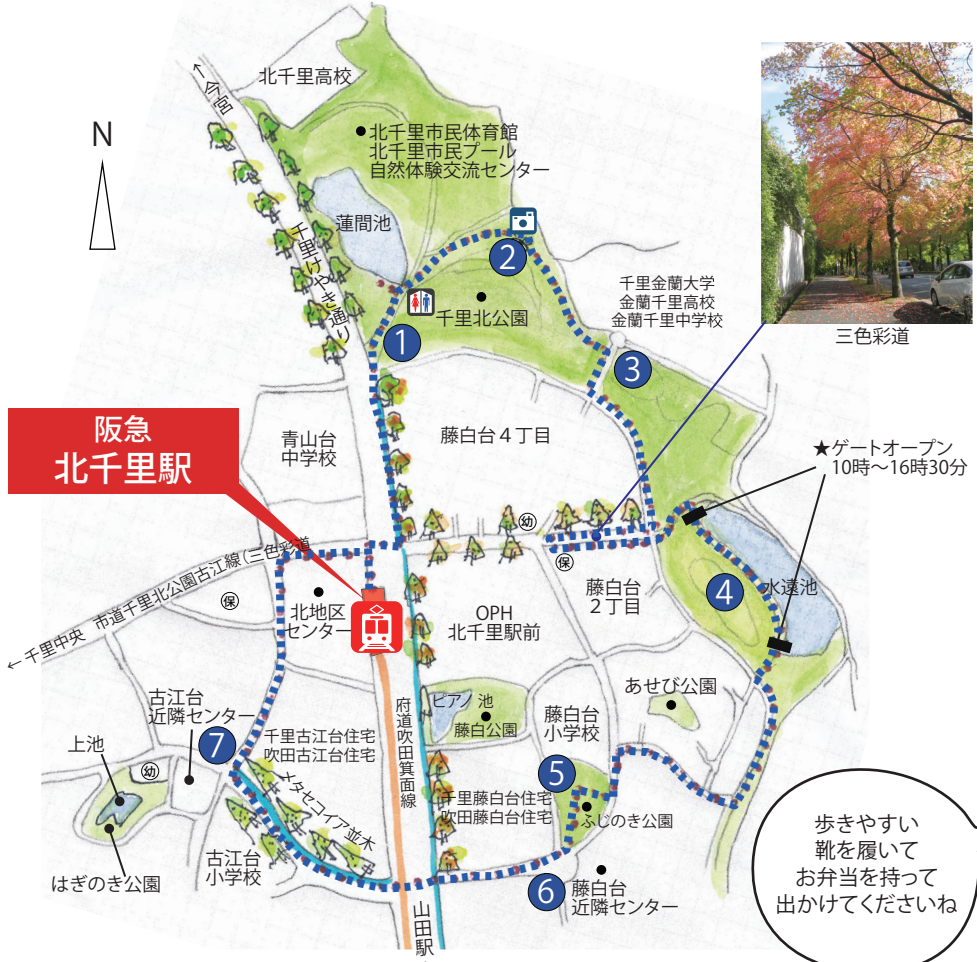 北千里高校
←今宮
N
北千里市民体育館
北千里市民プール
自然体験交流センター
蓮間池
千里けやき通り
2
千里北公園
1
千里金蘭大学
金蘭千里高校
金蘭千里中学校
3
三色彩道
阪急
北千里駅
青山台
中学校
藤白台4丁目
★ゲートオープン
10時～16時30分
幼
保
←千里中央 市道千里北公園古江線(三色彩道)
保
北地区
センター
OPH
北千里駅前
藤白台
2丁目
4
水遠池
あせび公園
古江台
近隣センター
7
上池
幼
はぎのき公園
千里古江台住宅
吹田古江台住宅
府道吹田箕面線
ピアノ池
藤白公園
藤白台
小学校
5
千里藤白台住宅
吹田藤白台住宅
ふじのき公園
メタセコイア並木
古江台
小学校
6
藤白台
近隣センター
山田駅
歩きやすい
靴を履いて
お弁当を持って
出かけてくださいね